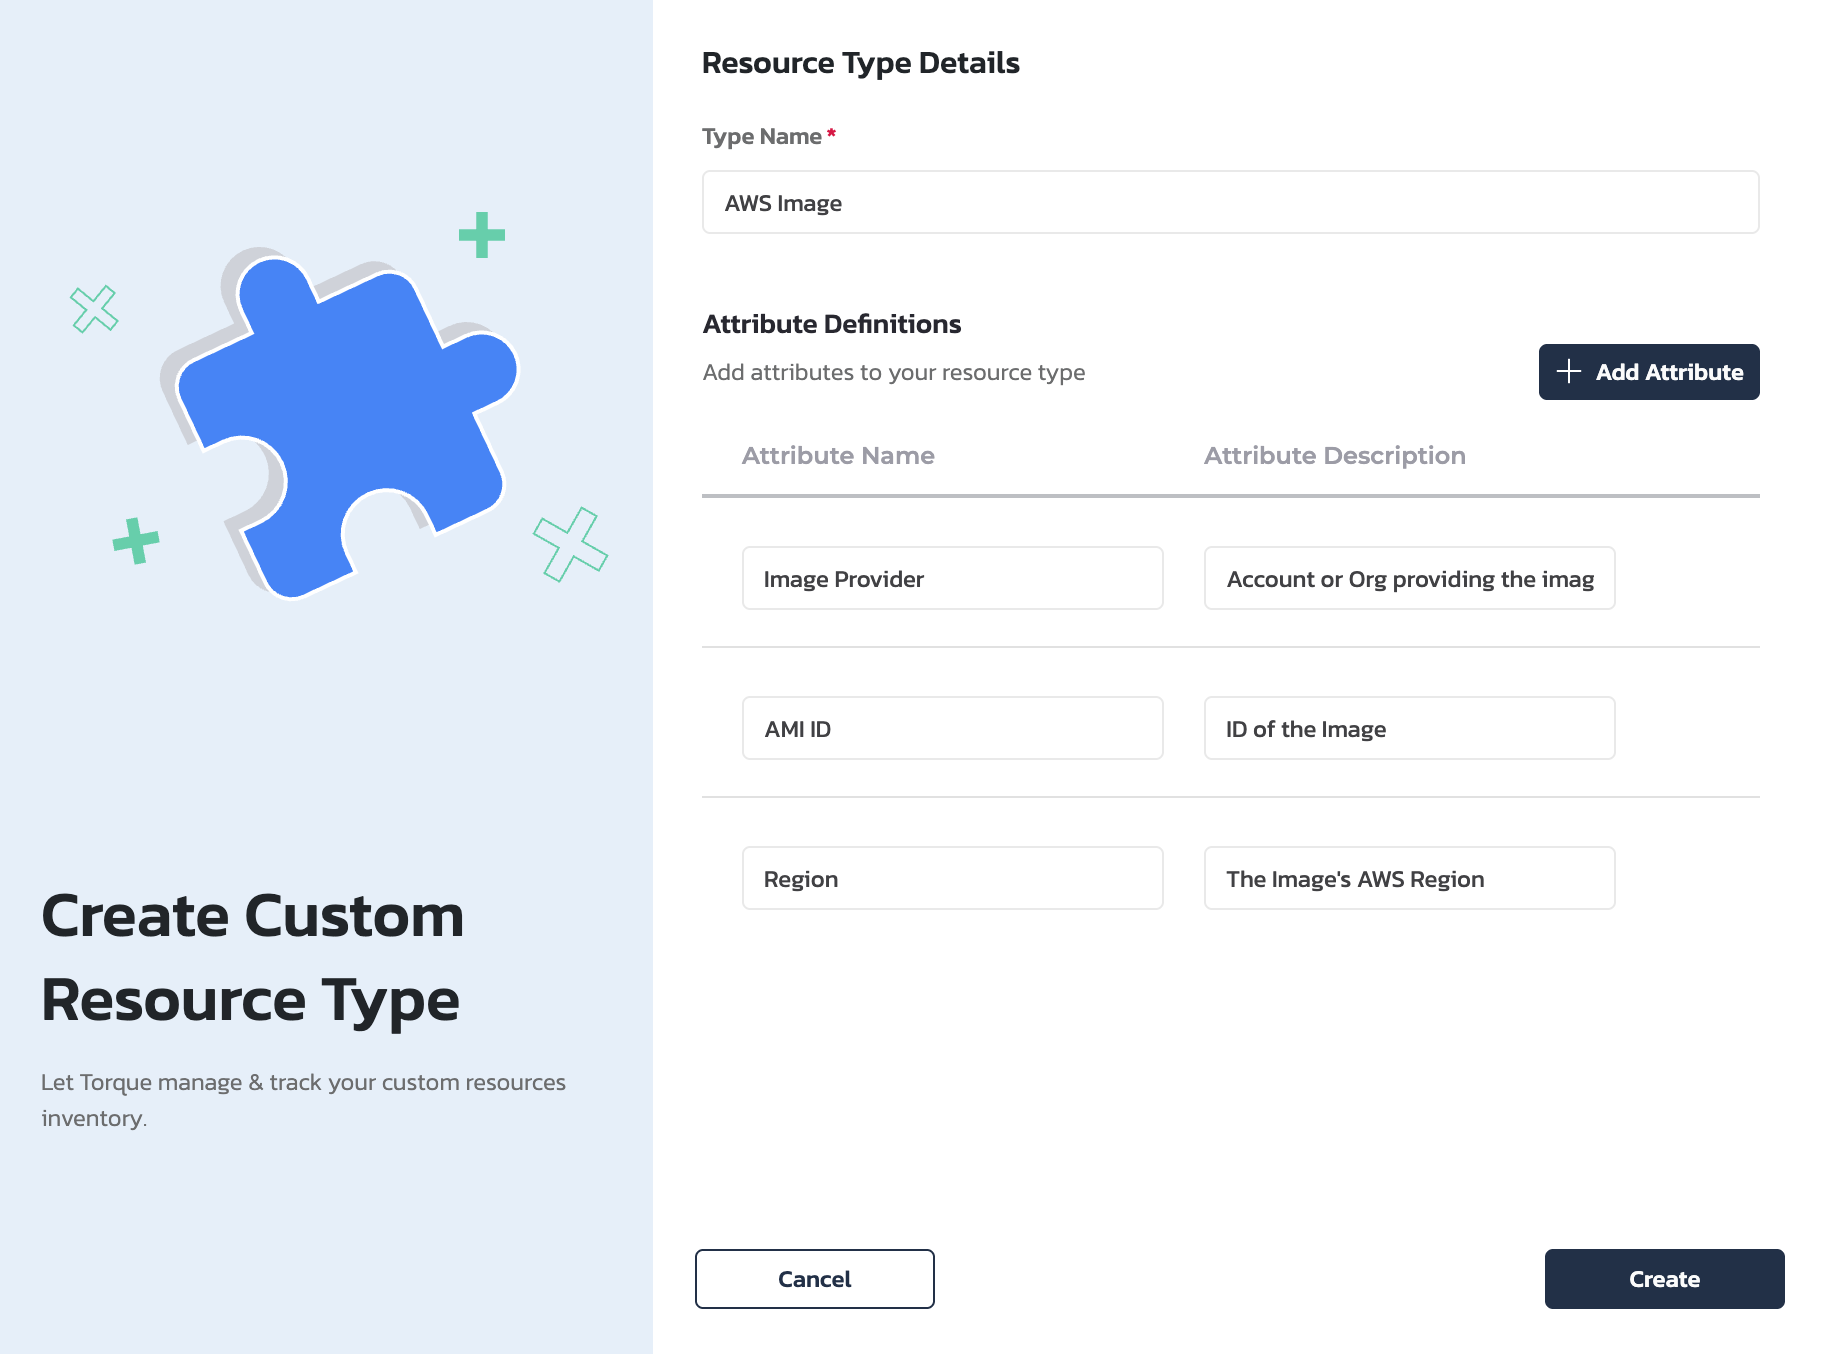 Create Custom
Resource Type
Let Torque manage & track your custom resources
inventory.
Resource Type Details
Type Name *
AWS Image
Attribute Definitions
Add attributes to your resource type
Add Attribute
Attribute Name Attribute Description
Image Provider Account or Org providing the imag
AMI ID ID of the Image
Region The Image's AWS Region
Cancel Create